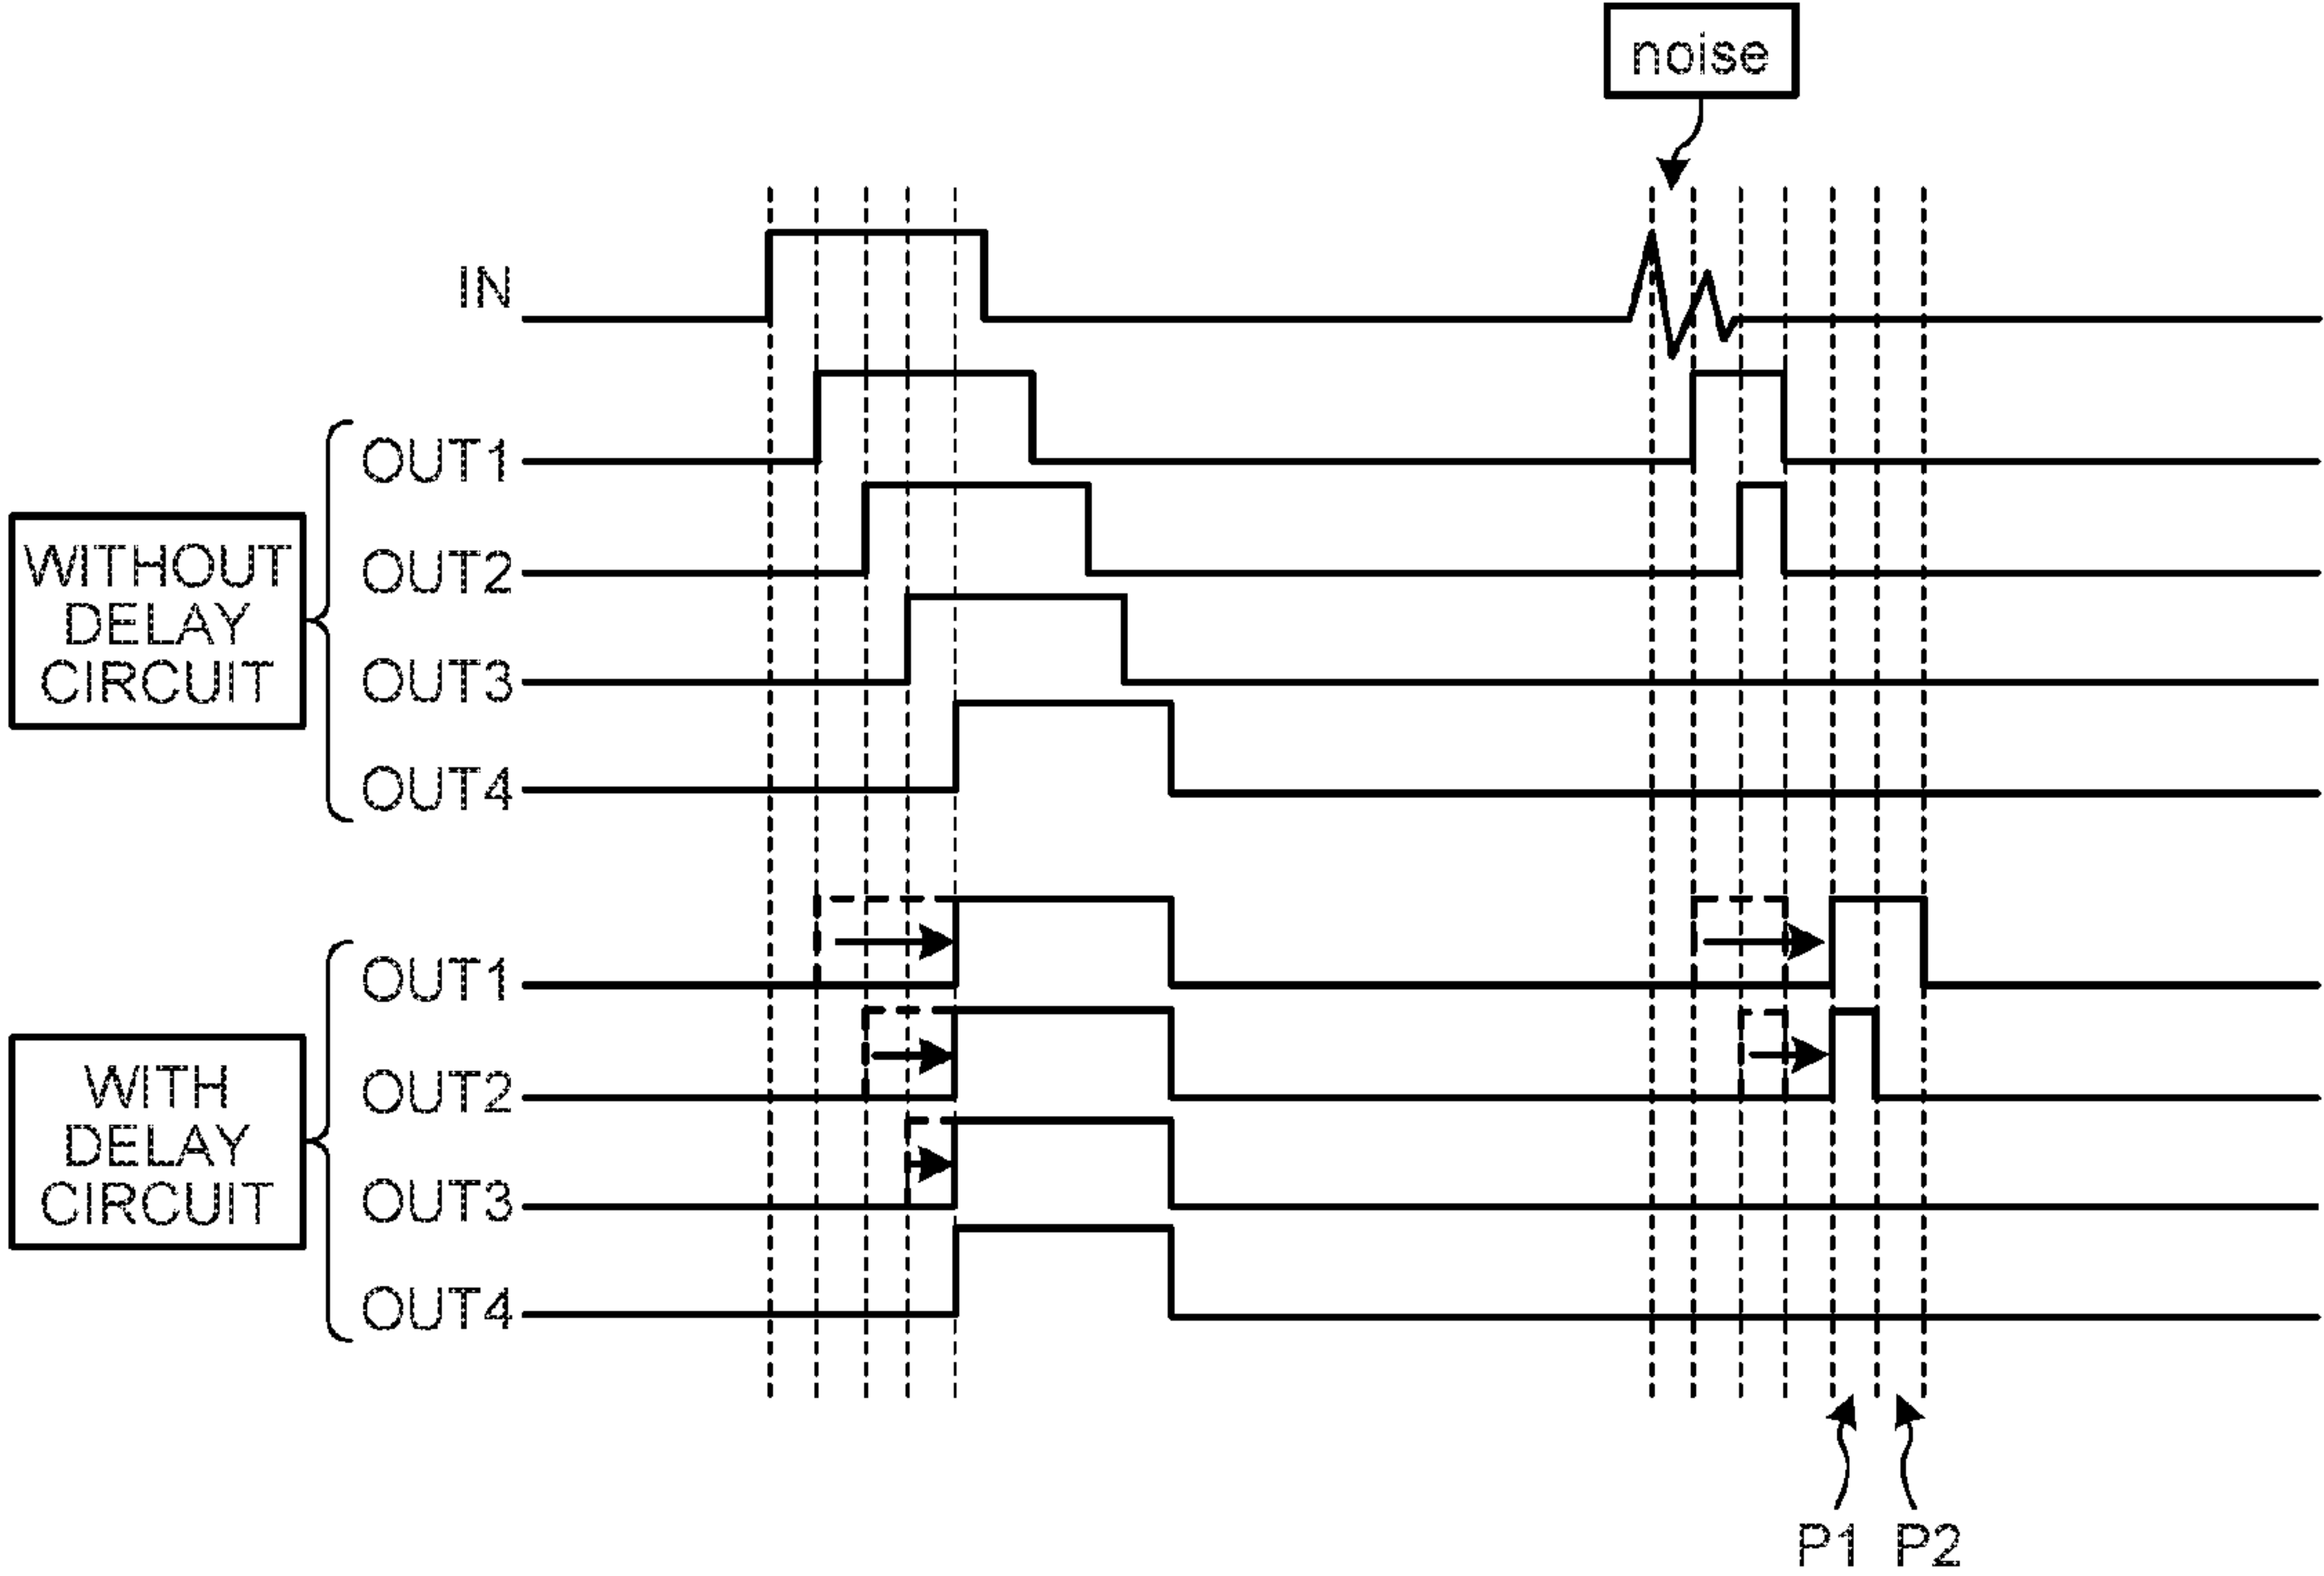 noise
IN
OUT1
OUT2
OUT3
OUT4
WITHOUT
DELAY
CIRCUIT
OUT1
OUT2
OUT3
OUT4
WITH
DELAY
CIRCUIT
P1 P2